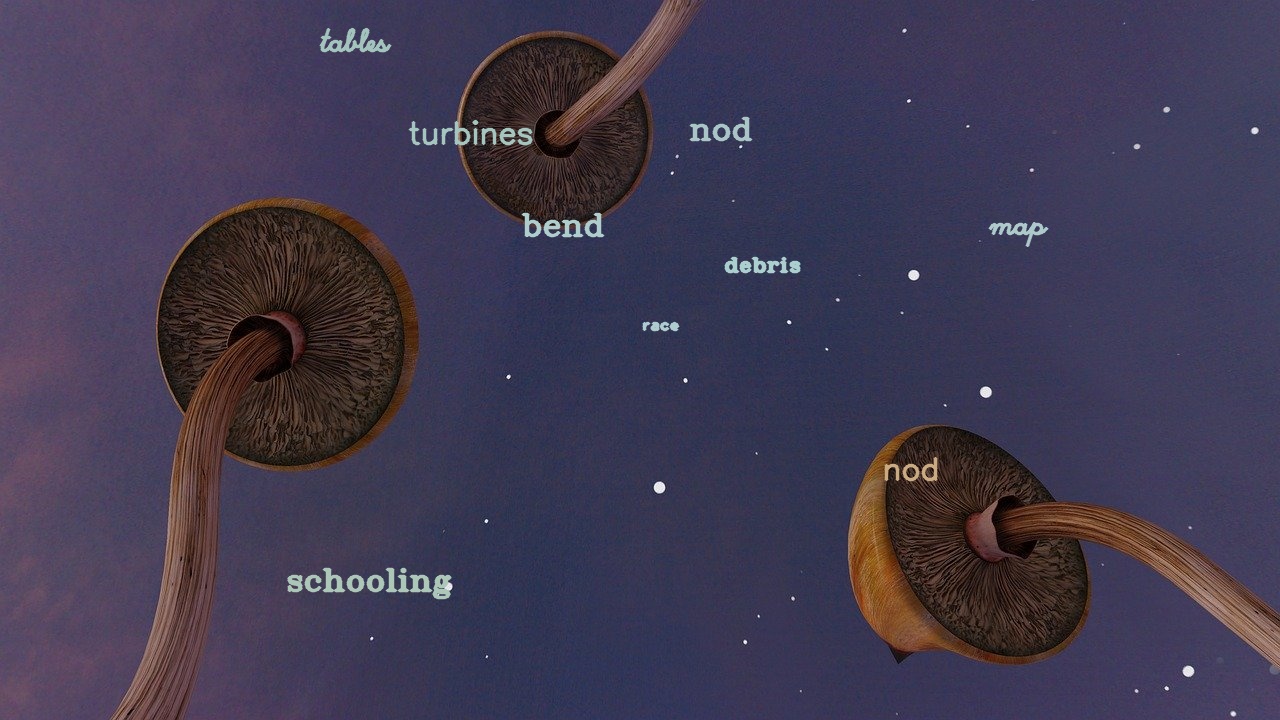 tables
turbines
nod
bend
map
debris
race
nod
schooling